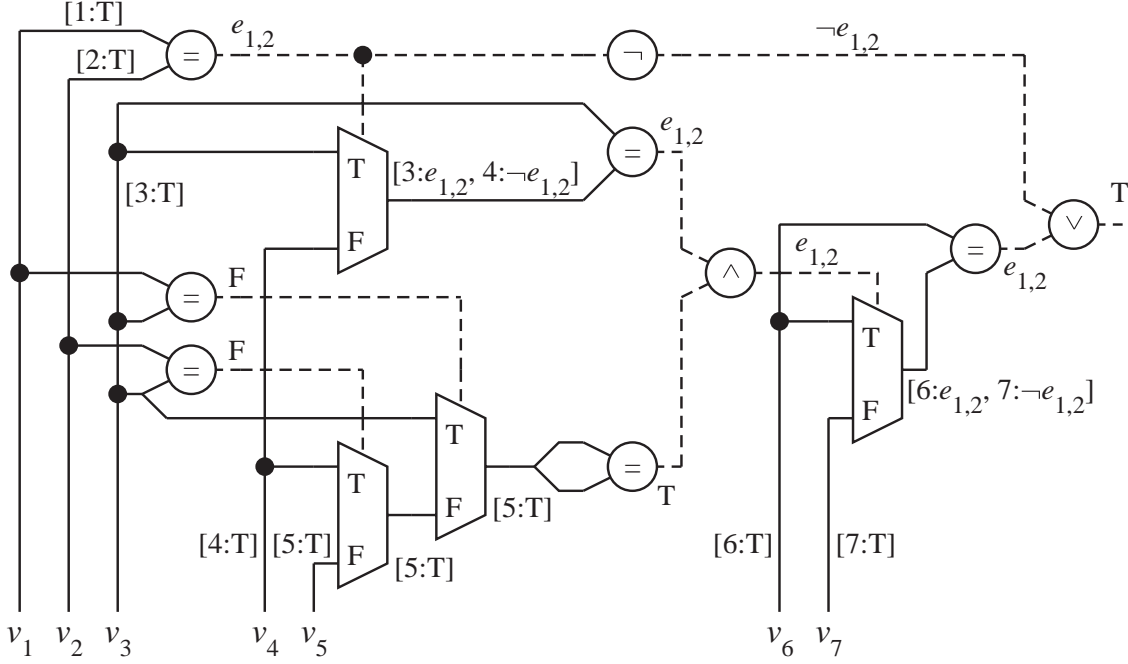 [1:T]
e1,2
¬e1,2
[2:T]
=
¬
e1,2
=
T
[3:e1,2, 4:¬e1,2]
[3:T]
T
∨
F
e1,2
=
e1,2
F
∧
=
T
F
=
[6:e1,2, 7:¬e1,2]
F
T
T
=
T
F
[5:T]
[4:T] [5:T]
F
[5:T]
[6:T]
[7:T]
v1 v2 v3 v4 v5 v6 v7